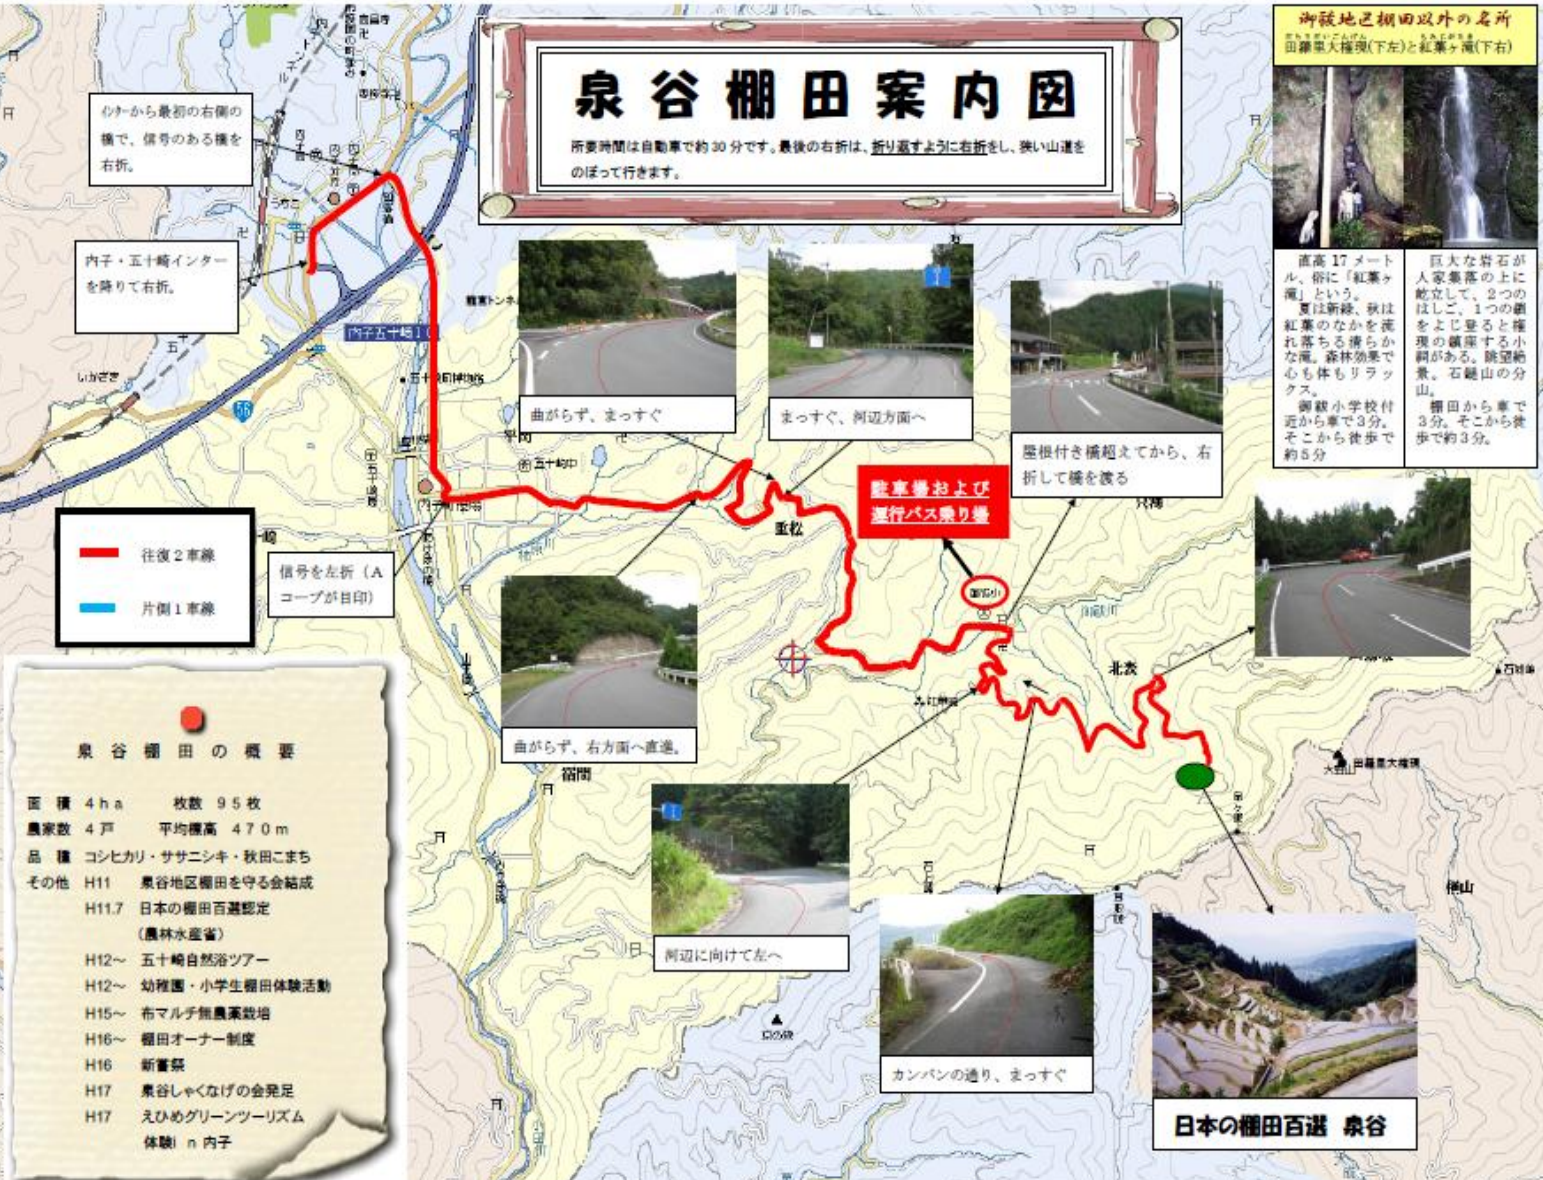 泉谷棚田案内図
所要時間は自動車で約30分です。最後の右折は、折り返すように右折をし、狭い山道を
のぼって行きます。
御祓地区棚田以外の名所
田羅里大権現(下左)と紅葉ヶ滝(下右)
直高17メート
ル、俗に「紅葉ヶ
滝」という。
夏は新緑、秋は
紅葉のなかを流
れ落ちる清らか
な滝。森林効果で
心も体もリラッ
クス。
御祓小学校付
近から車で3分。
そこから徒歩で
約5分
巨大な岩石が
人家集落の上に
屹立して、2つの
はしご、1つの鎖
をよじ登ると権
現の鎮座する小
祠がある。眺望絶
景。石鎚山の分
山。
棚田から車で
3分。そこから徒
歩で約3分。
インターから最初の右側の
橋で、信号のある橋を
右折。
内子・五十崎インター
を降りて右折。
内子五十崎I
56
いかざき
うちこ
五十崎中
曲がらず、まっすぐ
まっすぐ、河辺方面へ
屋根付き橋超えてから、右
折して橋を渡る
駐車場および
運行バス乗り場
御祓小
重松
往復2車線
片側1車線
信号を左折(A
コープが目印)
曲がらず、右方面へ直進。
宿間
北表
河辺に向けて左へ
カンバンの通り、まっすぐ
田羅里大権現
日本の棚田百選 泉谷
泉谷棚田の概要
面積 4ha 枚数 95枚
農家数 4戸 平均標高 470m
品種 コシヒカリ・ササニシキ・秋田こまち
その他 H11 泉谷地区棚田を守る会結成
H11.7 日本の棚田百選認定
(農林水産省)
H12～ 五十崎自然浴ツアー
H12～ 幼稚園・小学生棚田体験活動
H15～ 布マルチ無農薬栽培
H16～ 棚田オーナー制度
H16 新嘗祭
H17 泉谷しゃくなげの会発足
H17 えひめグリーンツーリズム
体験in内子